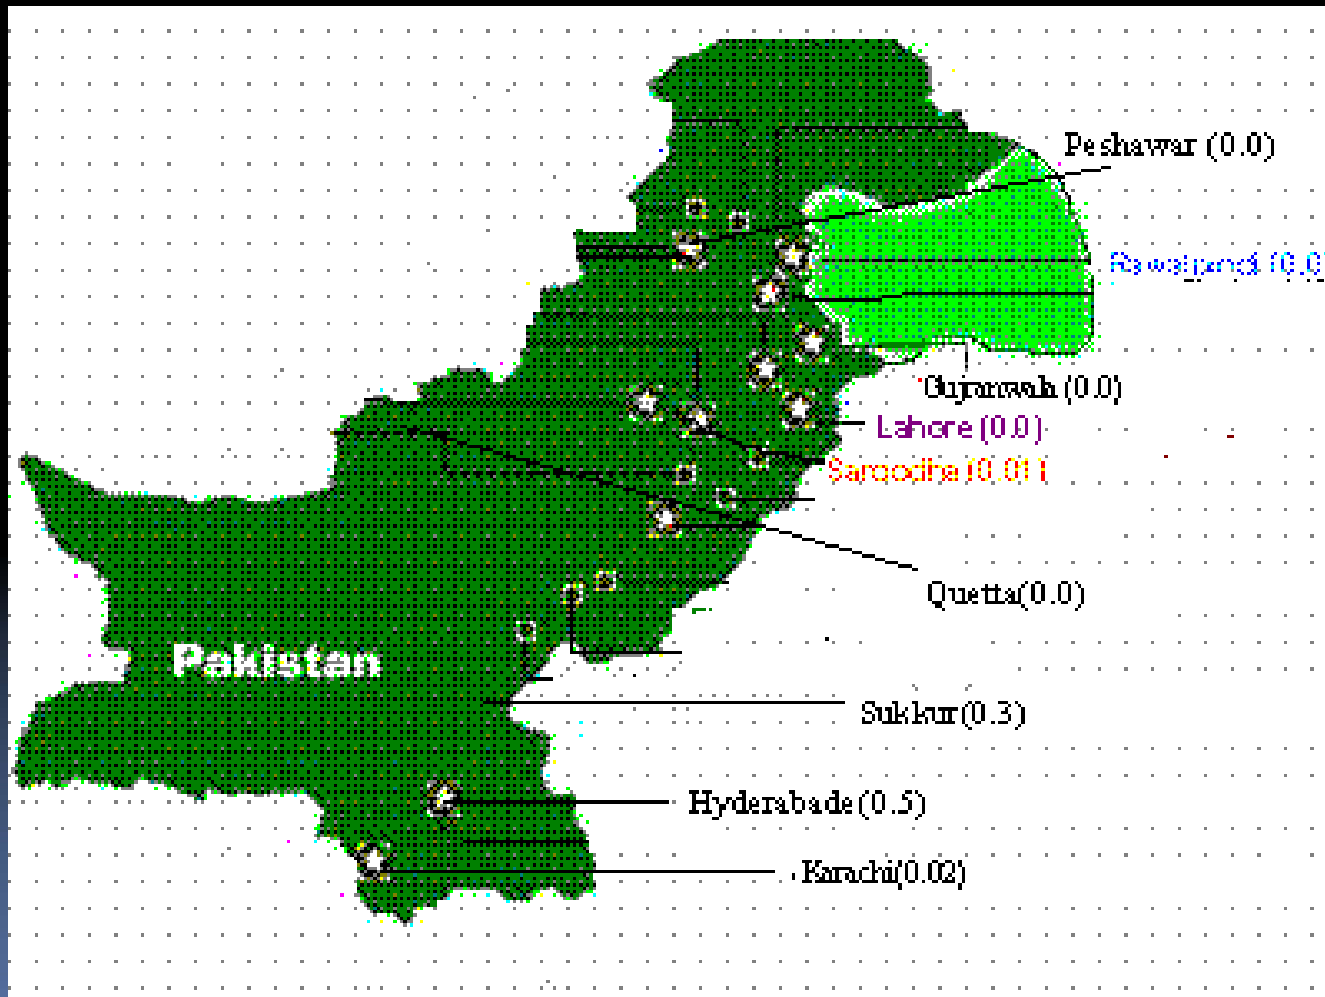 Peshawar (0.0)
Rawalpindi (0.0)
Gujranwala (0.0)
Lahore (0.0)
Sargodha (0.01)
Quetta(0.0)
Pakistan
Sukkur(0.3)
Hyderabade(0.5)
Karachi(0.02)